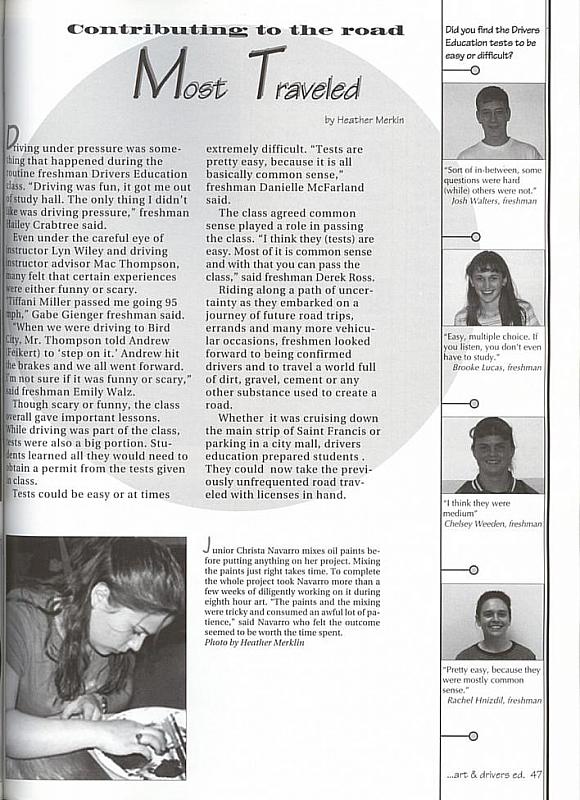 Contributing to the road
Most Traveled
by Heather Merkin
Driving under pressure was some-
thing that happened during the
routine freshman Drivers Education
class. “Driving was fun, it got me out
of study hall. The only thing I didn’t
like was driving pressure,” freshman
Hailey Crabtree said.
Even under the careful eye of
instructor Lyn Wiley and driving
instructor advisor Mac Thompson,
many felt that certain experiences
were either funny or scary.
“Tiffani Miller passed me going 95
mph,” Gabe Gienger freshman said.
“When we were driving to Bird
City, Mr. Thompson told Andrew
(Feikert) to ‘step on it.’ Andrew hit
the brakes and we all went forward.
I’m not sure if it was funny or scary,”
said freshman Emily Walz.
Though scary or funny, the class
overall gave important lessons.
While driving was part of the class,
tests were also a big portion. Stu-
dents learned all they would need to
obtain a permit from the tests given
in class.
Tests could be easy or at times
extremely difficult. “Tests are
pretty easy, because it is all
basically common sense,”
freshman Danielle McFarland
said.
The class agreed common
sense played a role in passing
the class. “I think they (tests) are
easy. Most of it is common sense
and with that you can pass the
class,” said freshman Derek Ross.
Riding along a path of uncer-
tainty as they embarked on a
journey of future road trips,
errands and many more vehicu-
lar occasions, freshmen looked
forward to being confirmed
drivers and to travel a world full
of dirt, gravel, cement or any
other substance used to create a
road.
Whether it was cruising down
the main strip of Saint Francis or
parking in a city mall, drivers
education prepared students .
They could now take the previ-
ously unfrequented road trav-
eled with licenses in hand.
Junior Christa Navarro mixes oil paints be-
fore putting anything on her project. Mixing
the paints just right takes time. To complete
the whole project took Navarro more than a
few weeks of diligently working on it during
eighth hour art. “The paints and the mixing
were tricky and consumed an awful lot of pa-
tience,” said Navarro who felt the outcome
seemed to be worth the time spent.
Photo by Heather Merklin
Did you find the Drivers
Education tests to be
easy or difficult?
“Sort of in-between, some
questions were hard
(while) others were not.”
Josh Walters, freshman
“Easy, multiple choice. If
you listen, you don’t even
have to study.”
Brooke Lucas, freshman
“I think they were
medium”
Chelsey Weeden, freshman
“Pretty easy, because they
were mostly common
sense.”
Rachel Hnizdil, freshman
...art & drivers ed. 47